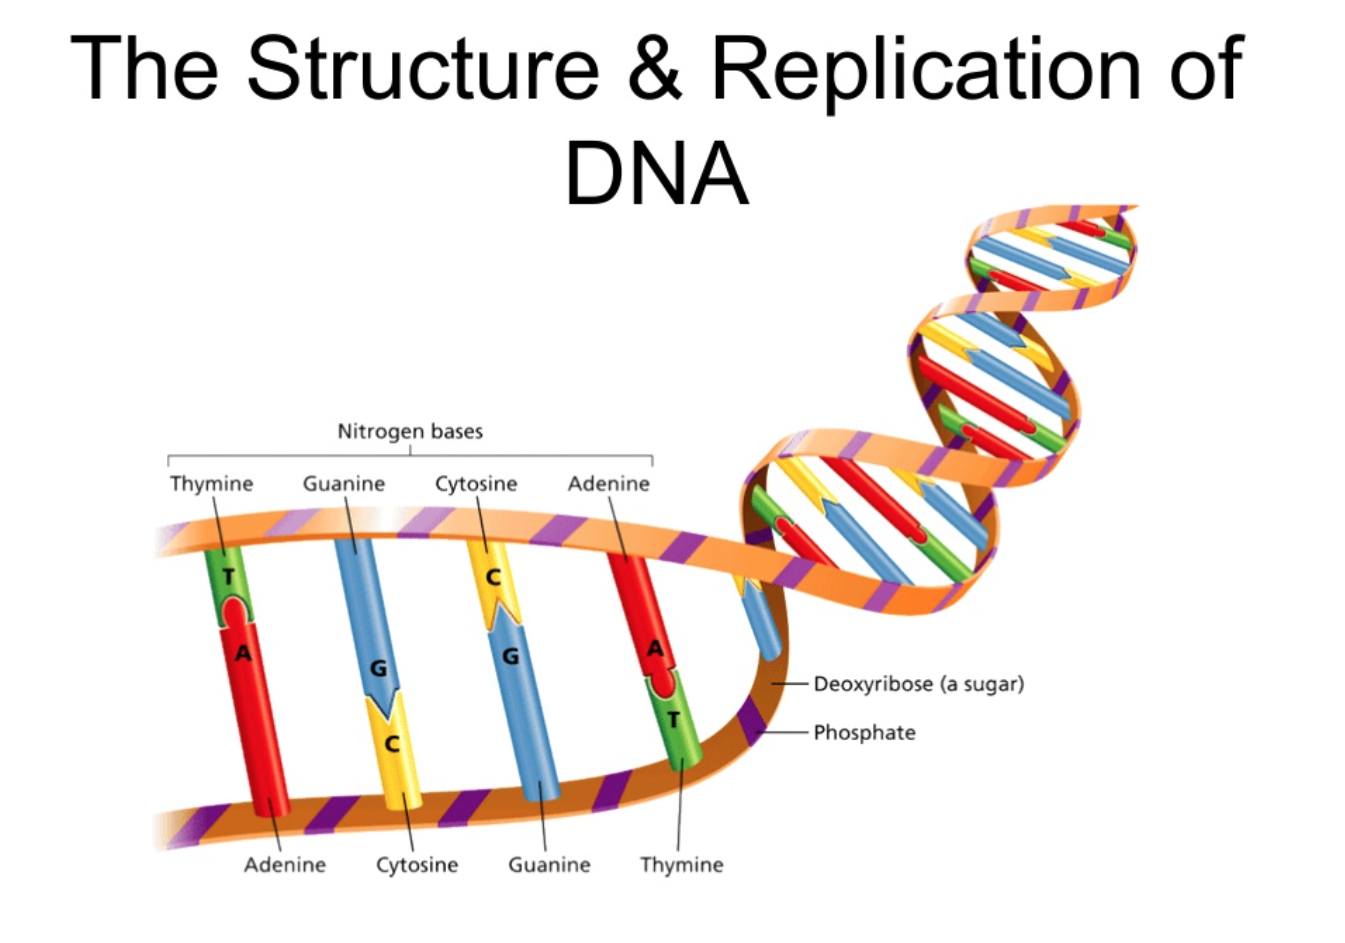 The Structure & Replication of
DNA
Nitrogen bases
Thymine Guanine Cytosine Adenine
T
C
A
G
G
A
T
C
Deoxyribose (a sugar)
Phosphate
Adenine Cytosine Guanine Thymine